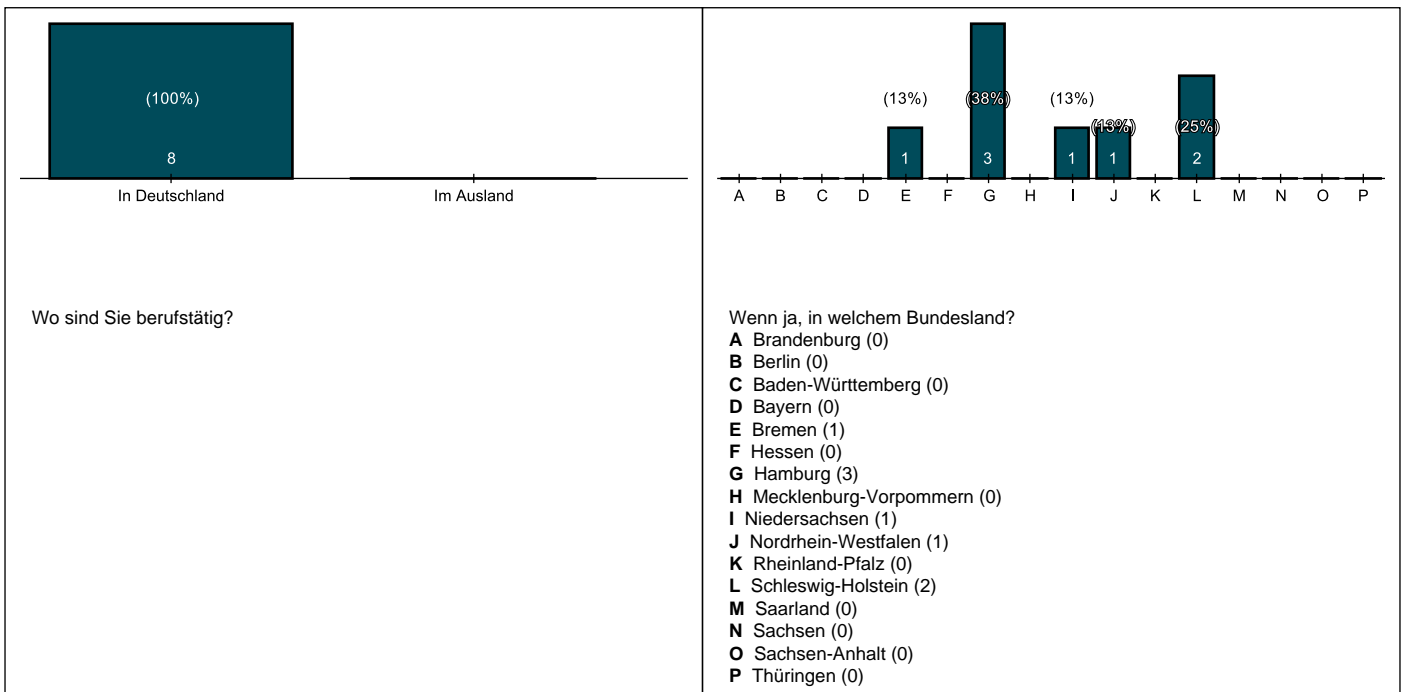 (100%)
8
In Deutschland Im Ausland
Wo sind Sie berufstätig?
(13%) (38%) (13%) (13%) (25%)
1 3 1 1 2
A B C D E F G H I J K L M N O P
Wenn ja, in welchem Bundesland?
A Brandenburg (0)
B Berlin (0)
C Baden-Württemberg (0)
D Bayern (0)
E Bremen (1)
F Hessen (0)
G Hamburg (3)
H Mecklenburg-Vorpommern (0)
I Niedersachsen (1)
J Nordrhein-Westfalen (1)
K Rheinland-Pfalz (0)
L Schleswig-Holstein (2)
M Saarland (0)
N Sachsen (0)
O Sachsen-Anhalt (0)
P Thüringen (0)